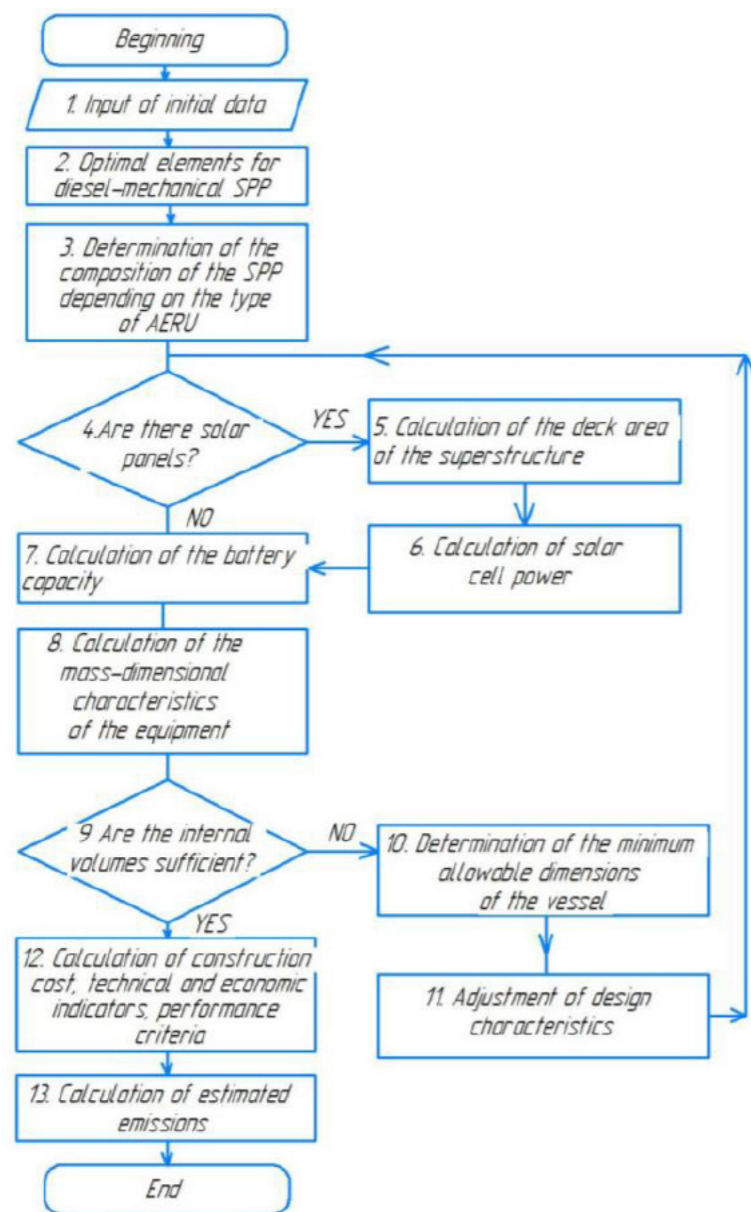 Beginning
1. Input of initial data
2. Optimal elements for
diesel-mechanical SPP
3. Determination of the
composition of the SPP
depending on the type
of AERU
4.Are there solar
panels?
YES
5. Calculation of the deck area
of the superstructure
NO
6. Calculation of solar
cell power
7. Calculation of the battery
capacity
8. Calculation of the
mass-dimensional
characteristics
of the equipment
9 Are the internal
volumes sufficient?
NO
10. Determination of the minimum
allowable dimensions
of the vessel
YES
12. Calculation of construction
cost, technical and economic
indicators, performance
criteria
11. Adjustment of design
characteristics
13. Calculation of estimated
emissions
End